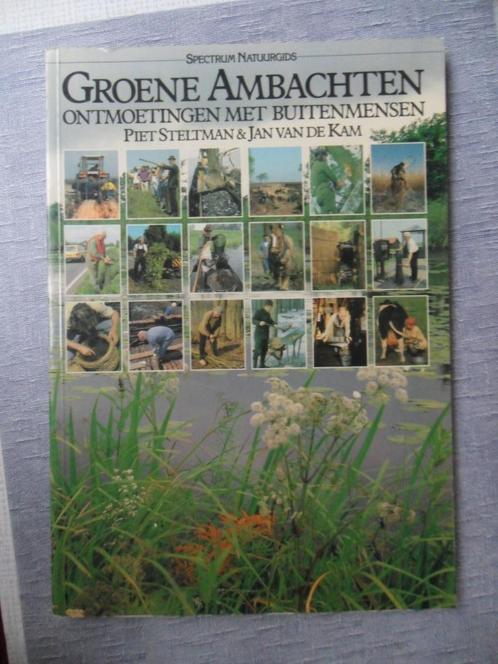 SPECTRUM NATUURGIDS
GROENE AMBACHTEN
ONTMOETINGEN MET BUITENMENSEN
PIET STELTMAN & JAN VAN DE KAM